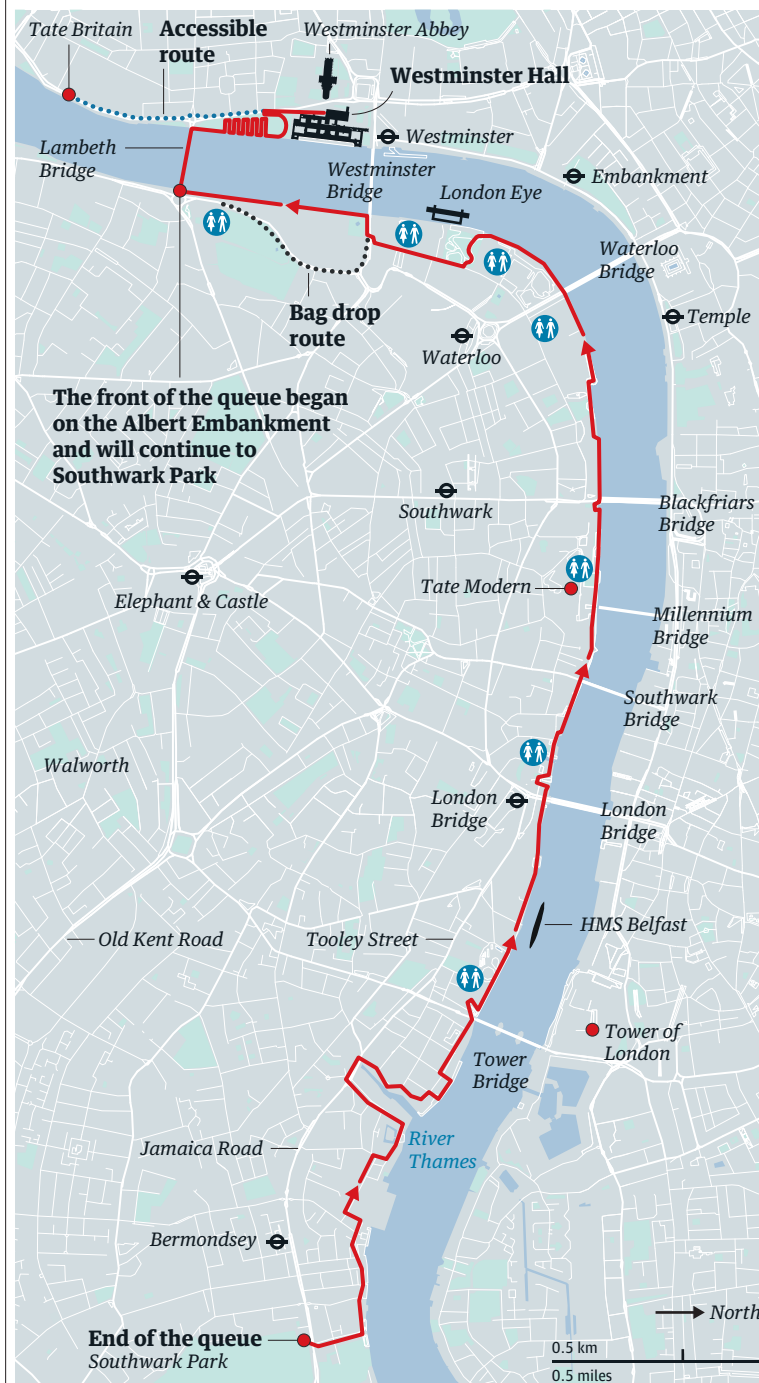 Tate Britain
Accessible
route
Westminster Abbey
Westminster Hall
Lambeth
Bridge
Westminster
Westminster
Bridge
London Eye
Embankment
Waterloo
Bridge
Bag drop
route
Waterloo
Temple
The front of the queue began
on the Albert Embankment
and will continue to
Southwark Park
Southwark
Blackfriars
Bridge
Tate Modern
Elephant & Castle
Millennium
Bridge
Southwark
Bridge
Walworth
London
Bridge
London
Bridge
Old Kent Road
Tooley Street
HMS Belfast
Tower of
London
Tower
Bridge
Jamaica Road
River
Thames
Bermondsey
North
End of the queue
Southwark Park
0.5 km
0.5 miles